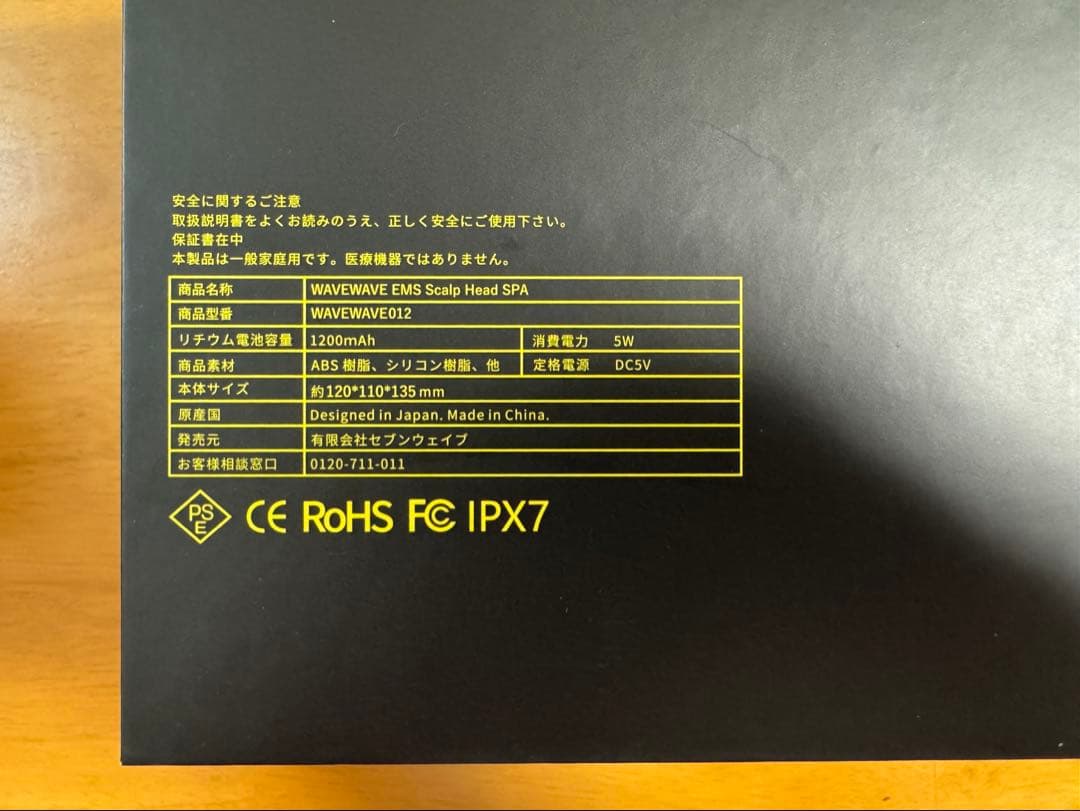 安全に関するご注意
取扱説明書をよくお読みのうえ、正しく安全にご使用下さい。
保証書在中
本製品は一般家庭用です。医療機器ではありません。
商品名称 WAVEWAVE EMS Scalp Head SPA
商品型番 WAVEWAVE012
リチウム電池容量 1200mAh 消費電力 5W
商品素材 ABS 樹脂、シリコン樹脂、他 定格電源 DC5V
本体サイズ 約120*110*135 mm
原産国 Designed in Japan. Made in China.
発売元 有限会社セブンウェイブ
お客様相談窓口 0120-711-011
PSE CE RoHS FC IPX7